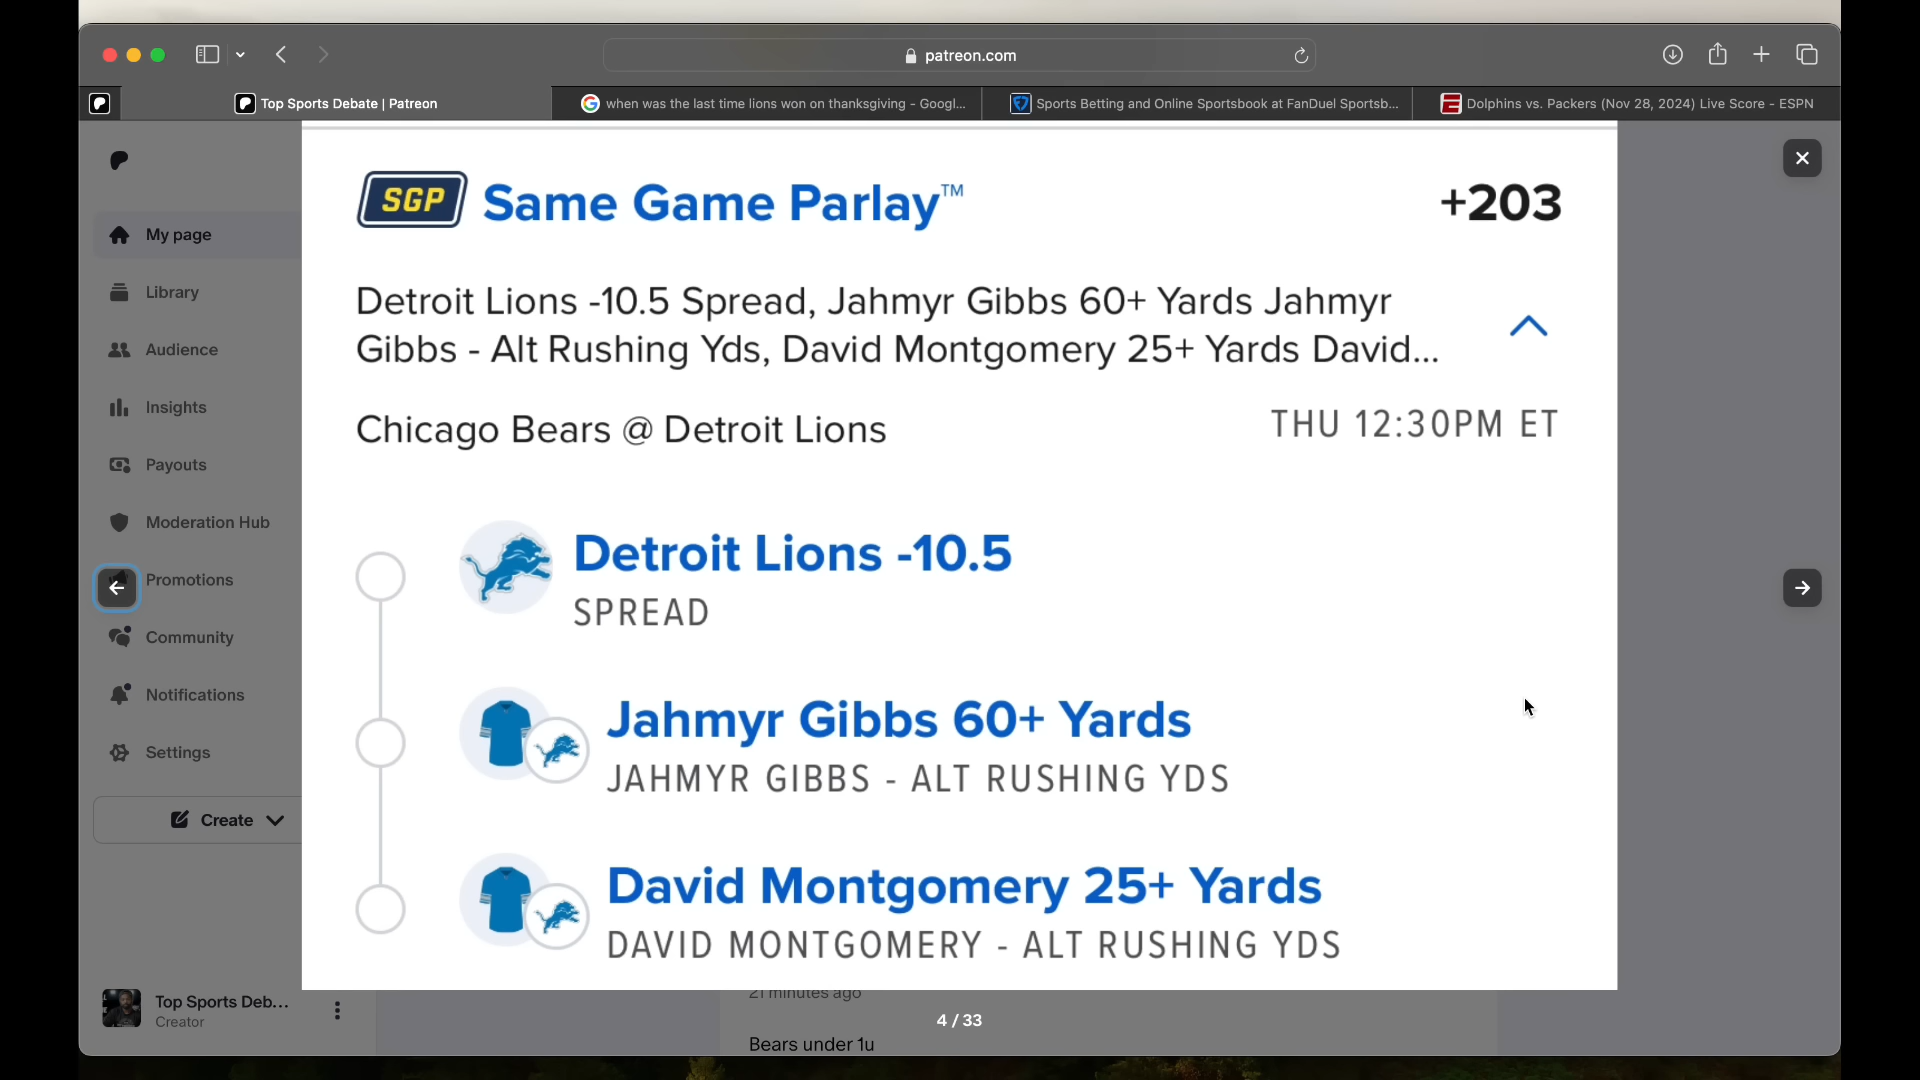 patreon.com
Top Sports Debate | Patreon
when was the last time lions won on thanksgiving - Googl...
Sports Betting and Online Sportsbook at FanDuel Sportsb...
Dolphins vs. Packers (Nov 28, 2024) Live Score - ESPN
SGP Same Game Parlay™ +203
Detroit Lions -10.5 Spread, Jahmyr Gibbs 60+ Yards Jahmyr
Gibbs - Alt Rushing Yds, David Montgomery 25+ Yards David...
Chicago Bears @ Detroit Lions THU 12:30PM ET
Detroit Lions -10.5
SPREAD
Jahmyr Gibbs 60+ Yards
JAHMYR GIBBS - ALT RUSHING YDS
David Montgomery 25+ Yards
DAVID MONTGOMERY - ALT RUSHING YDS
My page
Library
Audience
Insights
Payouts
Moderation Hub
Promotions
Community
Notifications
Settings
Create
Top Sports Deb...
Creator
21 minutes ago
4 / 33
Bears under 1u